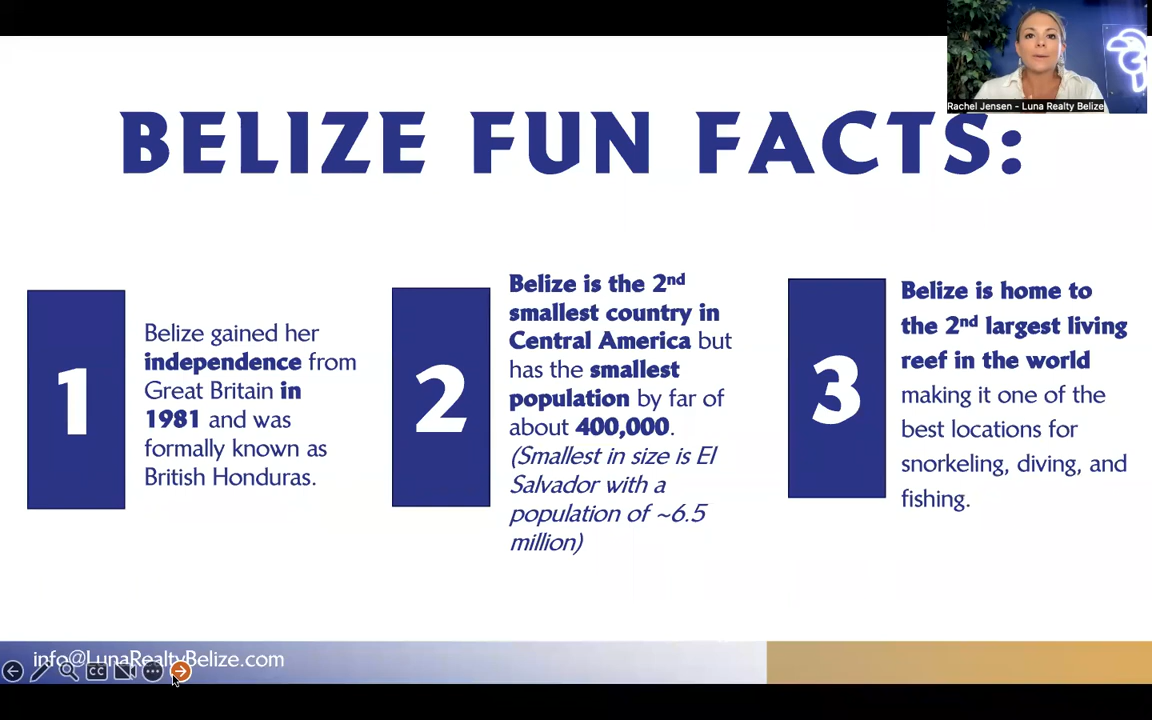 Rachel Jensen - Luna Realty Belize
BELIZE FUN FACTS:
1
Belize gained her
independence from
Great Britain in
1981 and was
formally known as
British Honduras.
2
Belize is the 2nd
smallest country in
Central America but
has the smallest
population by far of
about 400,000.
(Smallest in size is El
Salvador with a
population of ~6.5
million)
3
Belize is home to
the 2nd largest living
reef in the world
making it one of the
best locations for
snorkeling, diving, and
fishing.
info@LunaRealtyBelize.com
CC